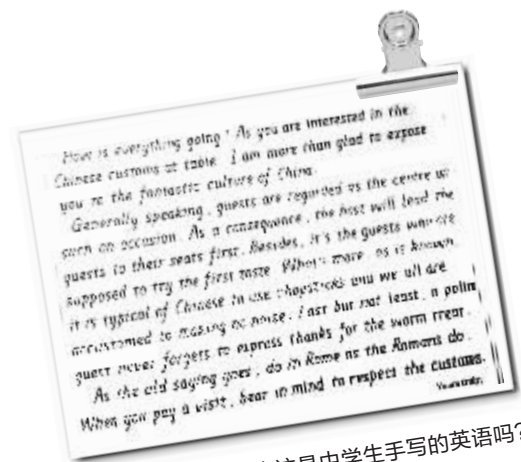 How is everything going? As you are interested in the
Chinese customs at table. I am more than glad to expose
you to the fantastic culture of China.
Generally speaking, guests are regarded as the centre
such an occasion. As a consequence, the host will lead the
guests to their seats first. Besides, it's the guests who are
supposed to try the first taste. What's more, as is known,
it is typical of Chinese to use chopsticks and we all are
accustomed to making no noise. Last but not least, a
guest never forgets to express thanks for the warm treat.
As the old saying goes, do in Rome as the Romans do.
When you pay a visit, bear in mind to respect the customs.
这是中学生手写的英语吗?